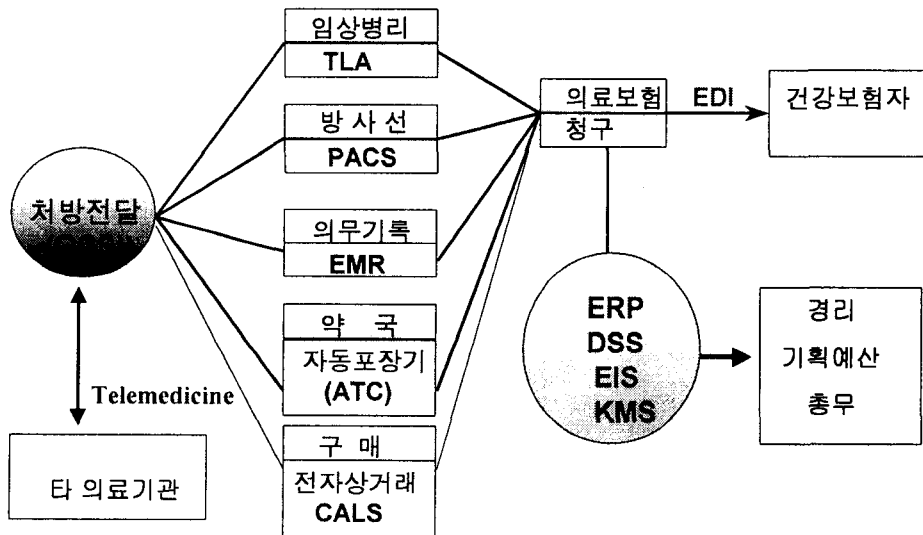 임상병리
TLA
방 사 선
PACS
의무기록
EMR
약 국
자동포장기
(ATC)
구 매
전자상거래
CALS
처방전달
Telemedicine
타 의료기관
의료보험
청구
EDI
건강보험자
ERP
DSS
EIS
KMS
경리
기획예산
총무